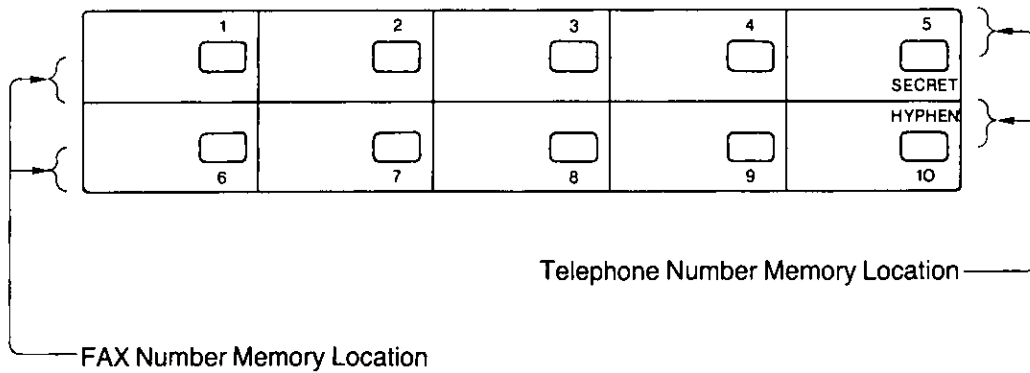 1 2 3 4 5
SECRET
HYPHEN
6 7 8 9 10
Telephone Number Memory Location
FAX Number Memory Location